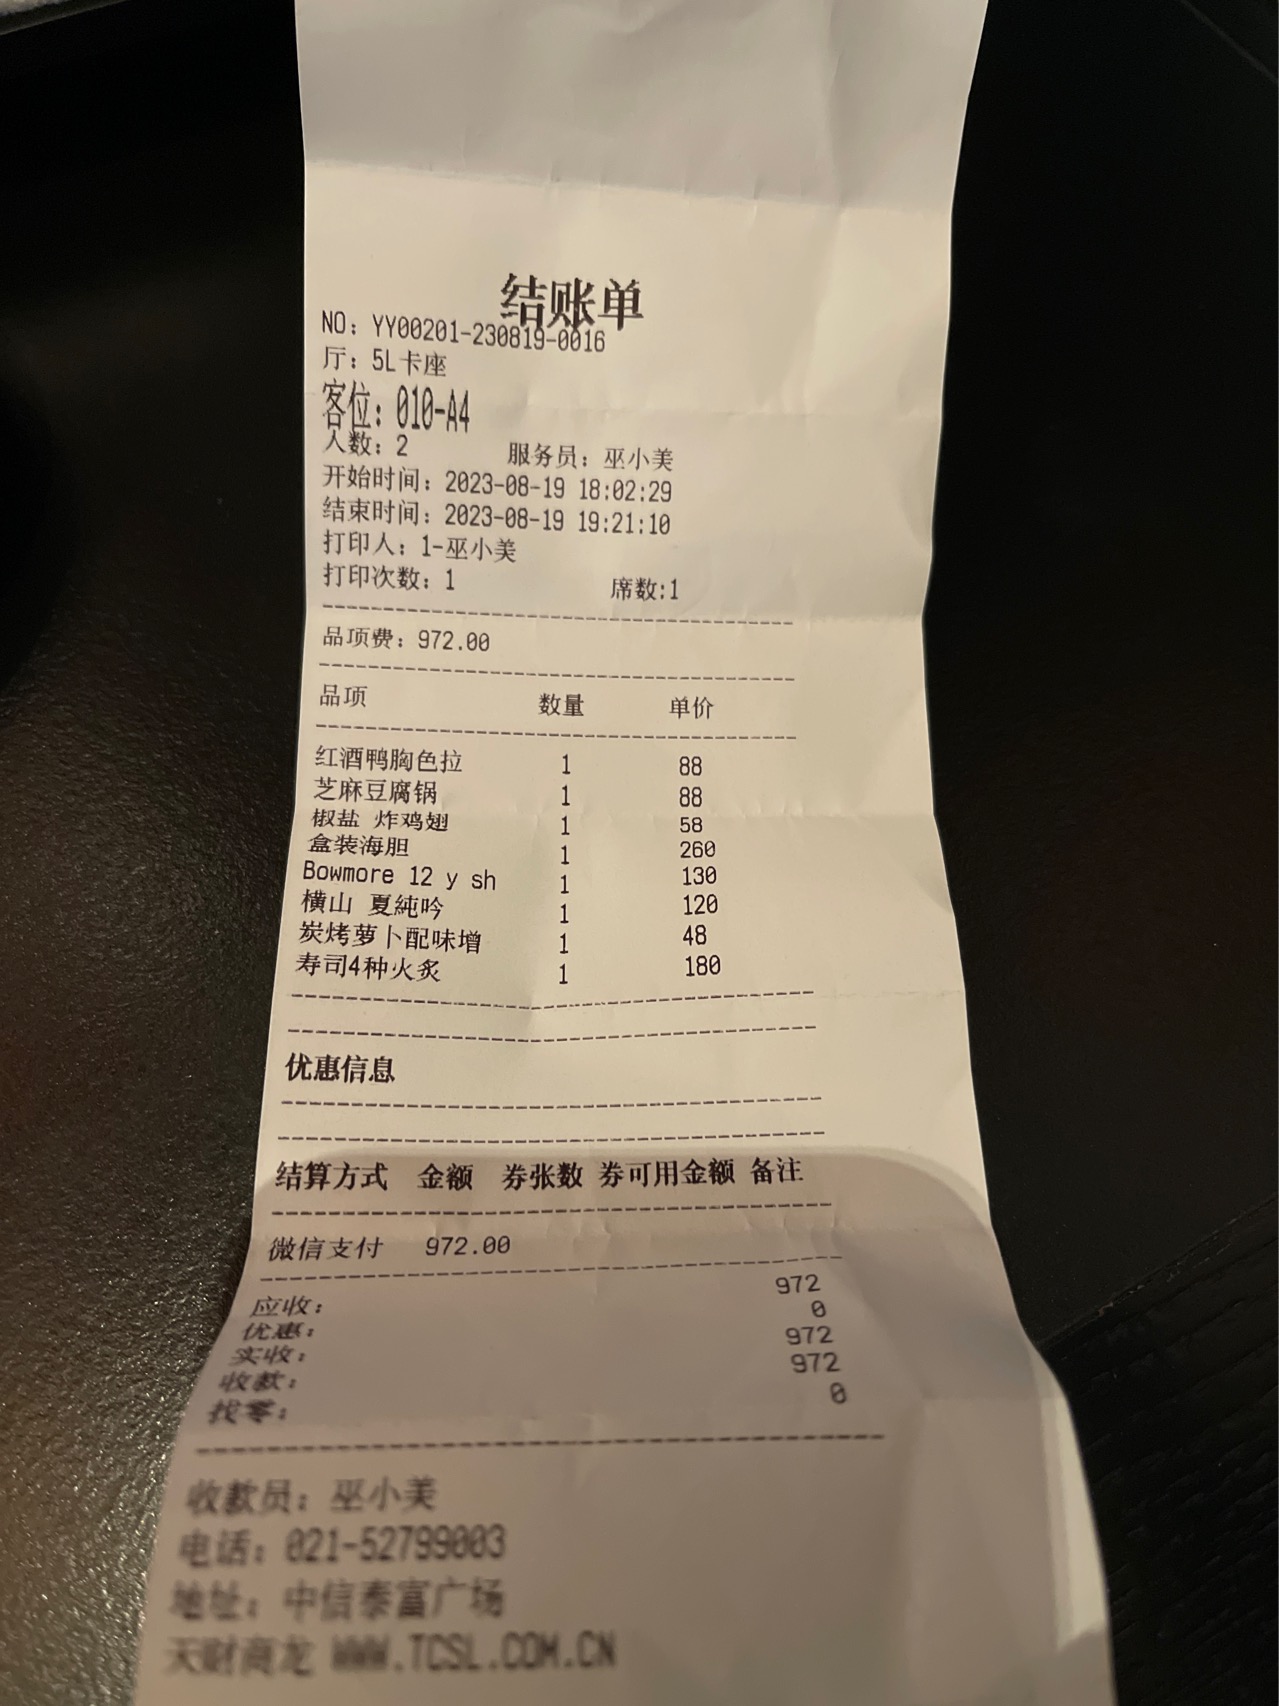 结账单
NO: YY00201-230819-0016
厅: 5L卡座
客位: 010-A4
人数: 2 服务员: 巫小美
开始时间: 2023-08-19 18:02:29
结束时间: 2023-08-19 19:21:10
打印人: 1-巫小美
打印次数: 1 席数:1
品项费: 972.00
品项 数量 单价
红酒鸭胸色拉 1 88
芝麻豆腐锅 1 88
椒盐 炸鸡翅 1 58
盒装海胆 1 260
Bowmore 12 y sh 1 130
横山 夏純吟 1 120
炭烤萝卜配味增 1 48
寿司4种火炙 1 180
优惠信息
结算方式 金额 券张数 券可用金额 备注
微信支付 972.00
应收: 972
优惠: 0
实收: 972
收款: 972
找零: 0
收款员: 巫小美
电话: 021-52799003
地址: 中信泰富广场
天财商龙 WWW.TCSL.COM.CN